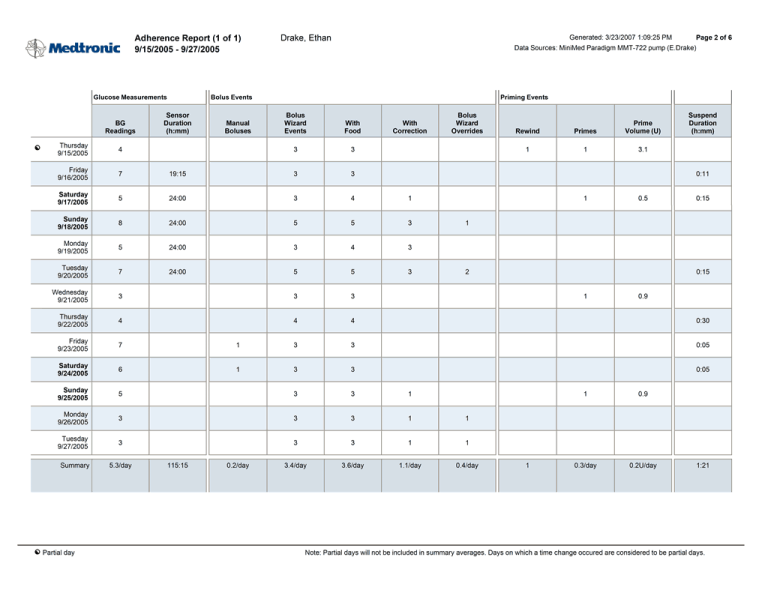 Medtronic
Adherence Report (1 of 1)
9/15/2005 - 9/27/2005
Drake, Ethan
Generated: 3/23/2007 1:09:25 PM Page 2 of 6
Data Sources: MiniMed Paradigm MMT-722 pump (E.Drake)
Glucose Measurements Bolus Events Priming Events
BG Readings Sensor Duration (h:mm) Manual Boluses Bolus Wizard Events With Food With Correction Bolus Wizard Overrides Rewind Primes Prime Volume (U) Suspend Duration (h:mm)
Thursday 9/15/2005 4 3 3 1 1 3.1
Friday 9/16/2005 7 19:15 3 3 0:11
Saturday 9/17/2005 5 24:00 3 4 1 1 0.5 0:15
Sunday 9/18/2005 8 24:00 5 5 3 1
Monday 9/19/2005 5 24:00 3 4 3
Tuesday 9/20/2005 7 24:00 5 5 3 2 0:15
Wednesday 9/21/2005 3 3 3 1 0.9
Thursday 9/22/2005 4 4 4 0:30
Friday 9/23/2005 7 1 3 3 0:05
Saturday 9/24/2005 6 1 3 3 0:05
Sunday 9/25/2005 5 3 3 1 1 0.9
Monday 9/26/2005 3 3 3 1 1
Tuesday 9/27/2005 3 3 3 1 1
Summary 5.3/day 115:15 0.2/day 3.4/day 3.6/day 1.1/day 0.4/day 1 0.3/day 0.2U/day 1:21
Partial day
Note: Partial days will not be included in summary averages. Days on which a time change occured are considered to be partial days.